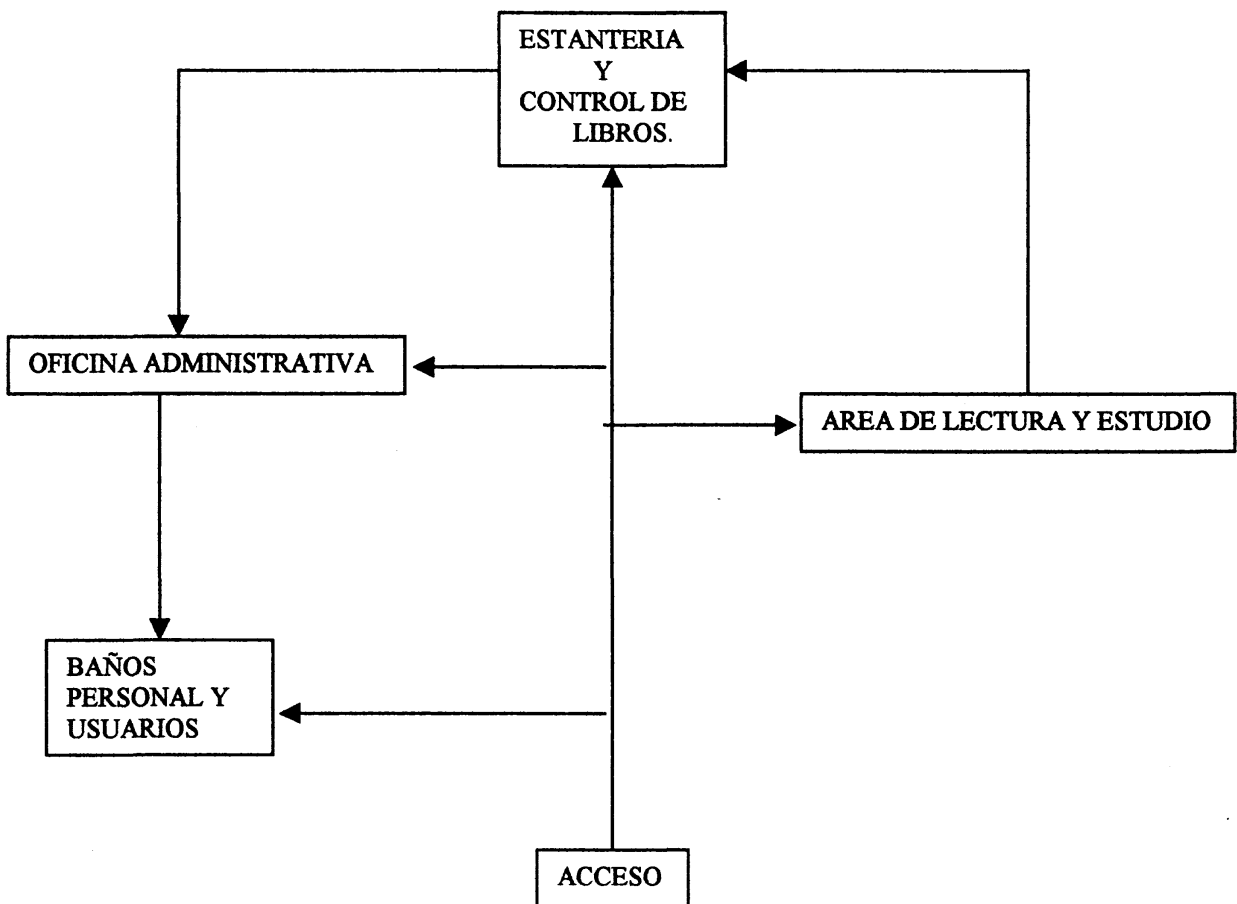 ESTANTERIA
Y
CONTROL DE
LIBROS.
OFICINA ADMINISTRATIVA
AREA DE LECTURA Y ESTUDIO
BAÑOS
PERSONAL Y
USUARIOS
ACCESO